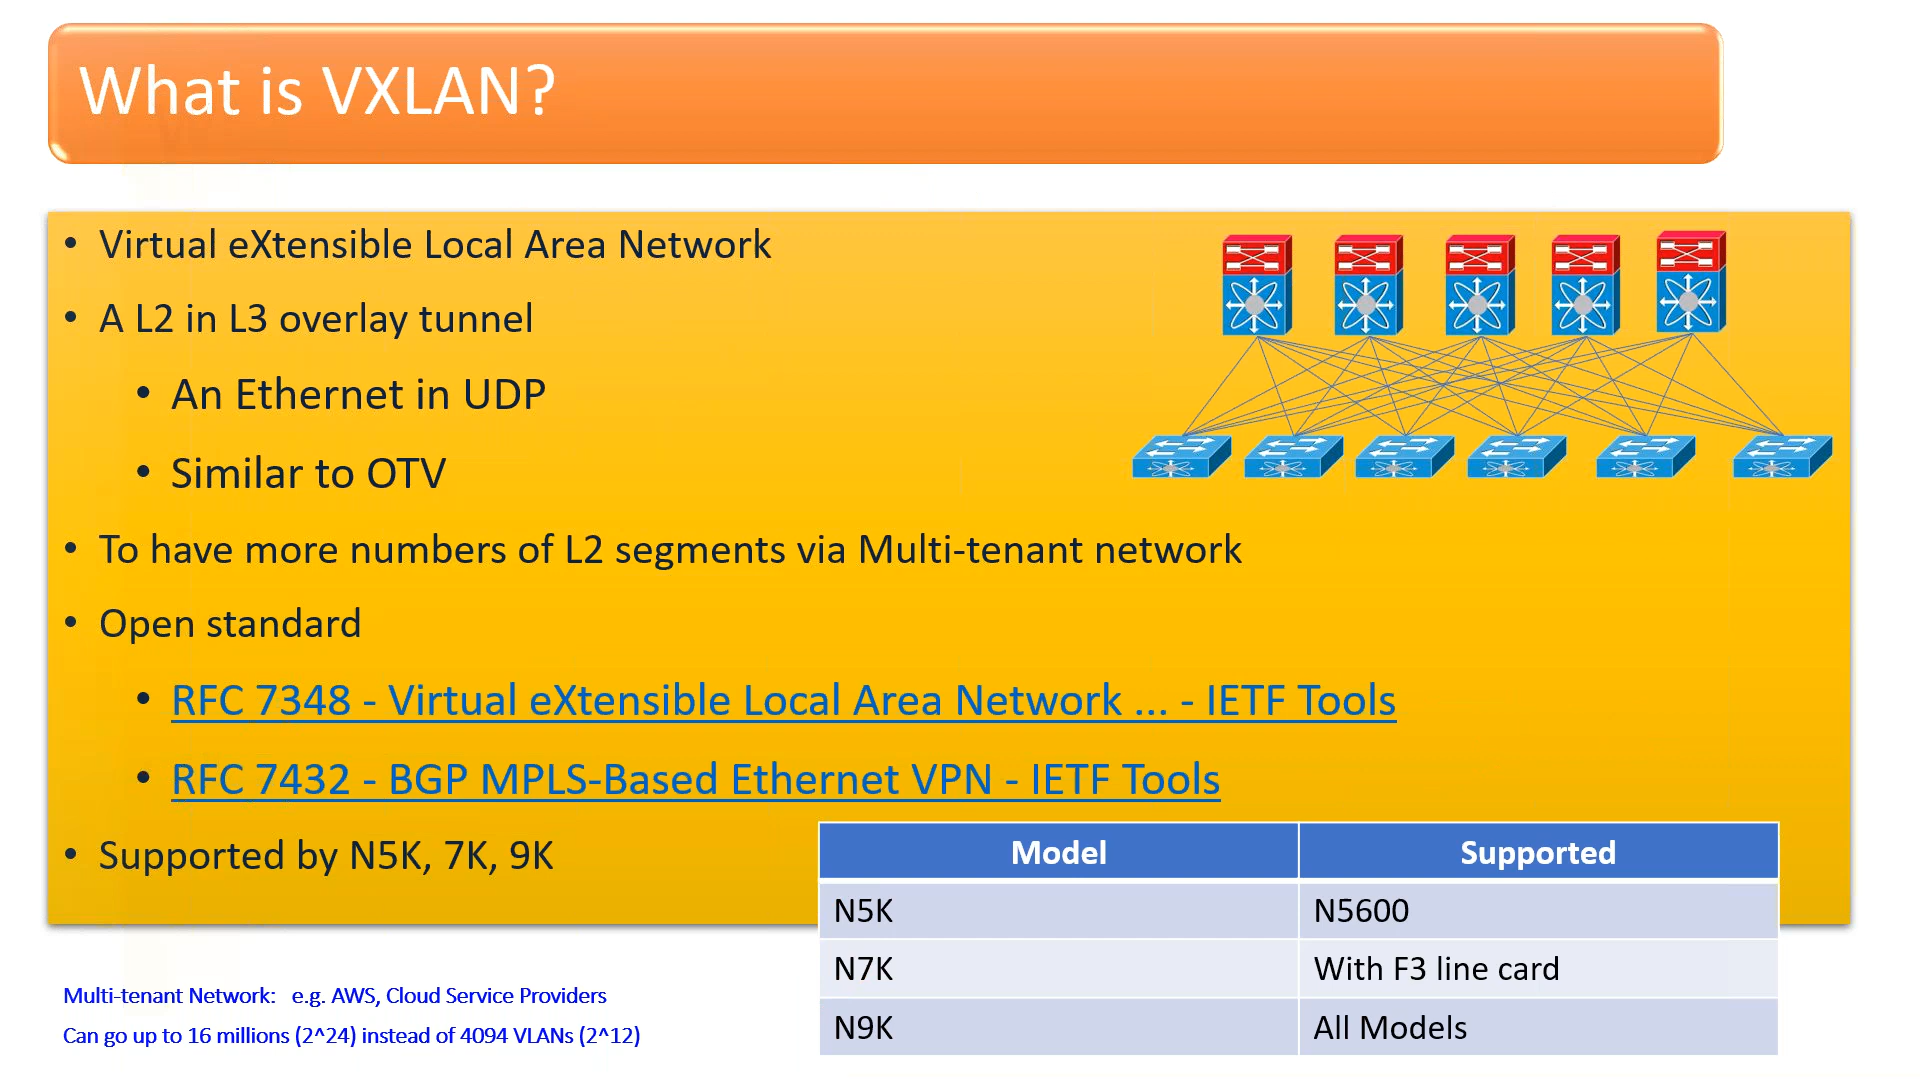 What is VXLAN?
• Virtual eXtensible Local Area Network
• A L2 in L3 overlay tunnel
• An Ethernet in UDP
• Similar to OTV
• To have more numbers of L2 segments via Multi-tenant network
• Open standard
• RFC 7348 - Virtual eXtensible Local Area Network ... - IETF Tools
• RFC 7432 - BGP MPLS-Based Ethernet VPN - IETF Tools
• Supported by N5K, 7K, 9K
Model Supported
N5K N5600
N7K With F3 line card
N9K All Models
Multi-tenant Network: e.g. AWS, Cloud Service Providers
Can go up to 16 millions (2^24) instead of 4094 VLANs (2^12)